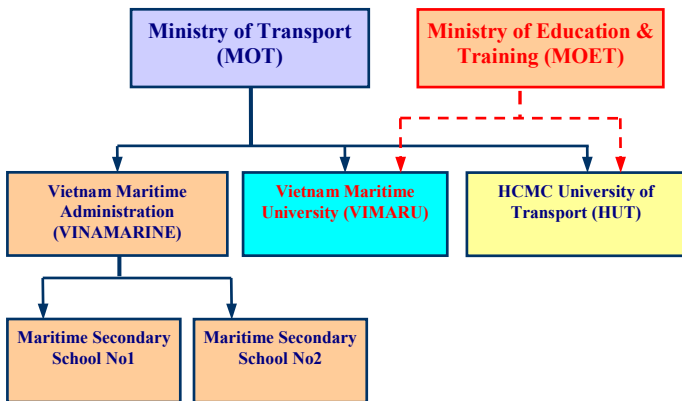 Ministry of Transport
(MOT)
Ministry of Education &
Training (MOET)
Vietnam Maritime
Administration
(VINAMARINE)
Vietnam Maritime
University (VIMARU)
HCMC University of
Transport (HUT)
Maritime Secondary
School No1
Maritime Secondary
School No2